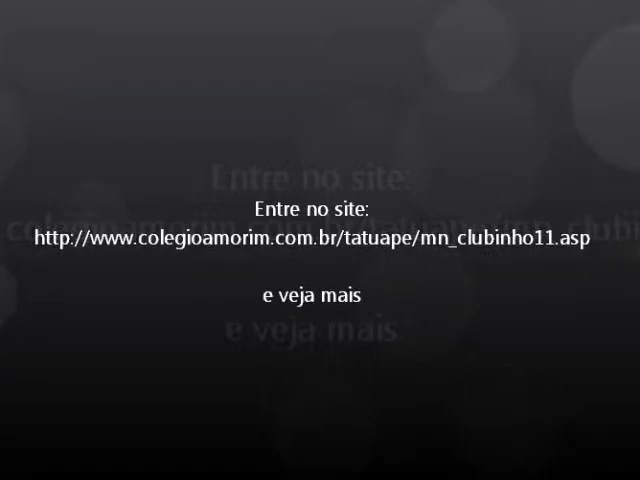 Entre no site:
http://www.colegioamorim.com.br/tatuape/mn_clubinho11.asp
e veja mais